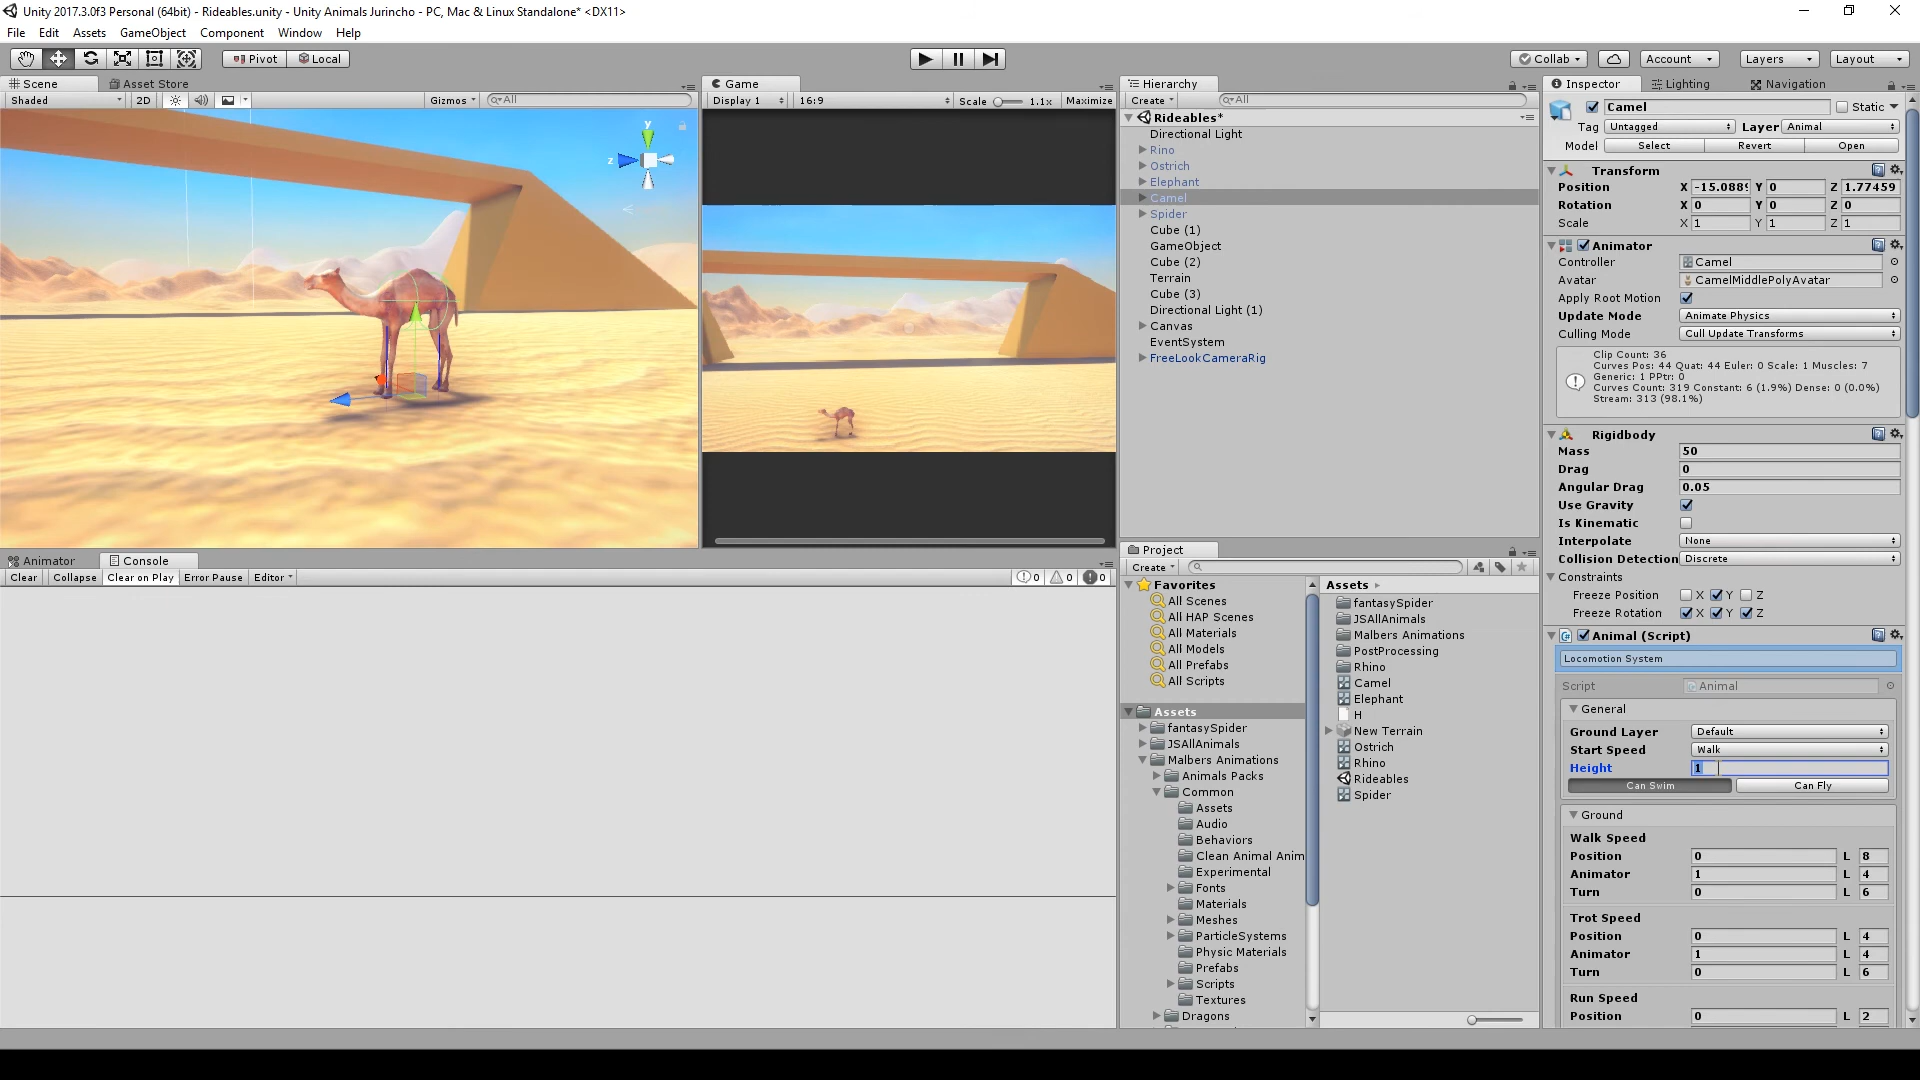 Unity 2017.3.0f3 Personal (64bit) - Rideables.unity - Unity Animals Jurincho - PC, Mac & Linux Standalone* <DX11>
File Edit Assets GameObject Component Window Help
Pivot Local Collab Account Layers Layout
Scene Asset Store
Shaded 2D Gizmos All
y
z
Game
Display 1 16:9 Scale 1.1x Maximize
Hierarchy
Create All
Rideables*
Directional Light
Rino
Ostrich
Elephant
Camel
Spider
Cube (1)
GameObject
Cube (2)
Terrain
Cube (3)
Directional Light (1)
Canvas
EventSystem
FreeLookCameraRig
Animator Console
Clear Collapse Clear on Play Error Pause Editor 0 0 0
Project
Create
Favorites
All Scenes
All HAP Scenes
All Materials
All Models
All Prefabs
All Scripts
Assets
fantasySpider
JSAllAnimals
Malbers Animations
Animals Packs
Common
Assets
Audio
Behaviors
Clean Animal Anim
Experimental
Fonts
Materials
Meshes
ParticleSystems
Physic Materials
Prefabs
Scripts
Textures
Dragons
Assets
fantasySpider
JSAllAnimals
Malbers Animations
PostProcessing
Rhino
Camel
Elephant
H
New Terrain
Ostrich
Rhino
Rideables
Spider
Inspector Lighting Navigation
Camel Static
Tag Untagged Layer Animal
Model Select Revert Open
Transform
Position X -15.0889 Y 0 Z 1.77459
Rotation X 0 Y 0 Z 0
Scale X 1 Y 1 Z 1
Animator
Controller Camel
Avatar CamelMiddlePolyAvatar
Apply Root Motion
Update Mode Animate Physics
Culling Mode Cull Update Transforms
Clip Count: 36
Curves Pos: 44 Quat: 44 Euler: 0 Scale: 1 Muscles: 7
Generic: 1 PPtr: 0
Curves Count: 319 Constant: 6 (1.9%) Dense: 0 (0.0%)
Stream: 313 (98.1%)
Rigidbody
Mass 50
Drag 0
Angular Drag 0.05
Use Gravity
Is Kinematic
Interpolate None
Collision Detection Discrete
Constraints
Freeze Position X Y Z
Freeze Rotation X Y Z
Animal (Script)
Locomotion System
Script Animal
General
Ground Layer Default
Start Speed Walk
Height 1
Can Swim Can Fly
Ground
Walk Speed
Position 0 L 8
Animator 1 L 4
Turn 0 L 6
Trot Speed
Position 0 L 4
Animator 1 L 4
Turn 0 L 6
Run Speed
Position 0 L 2